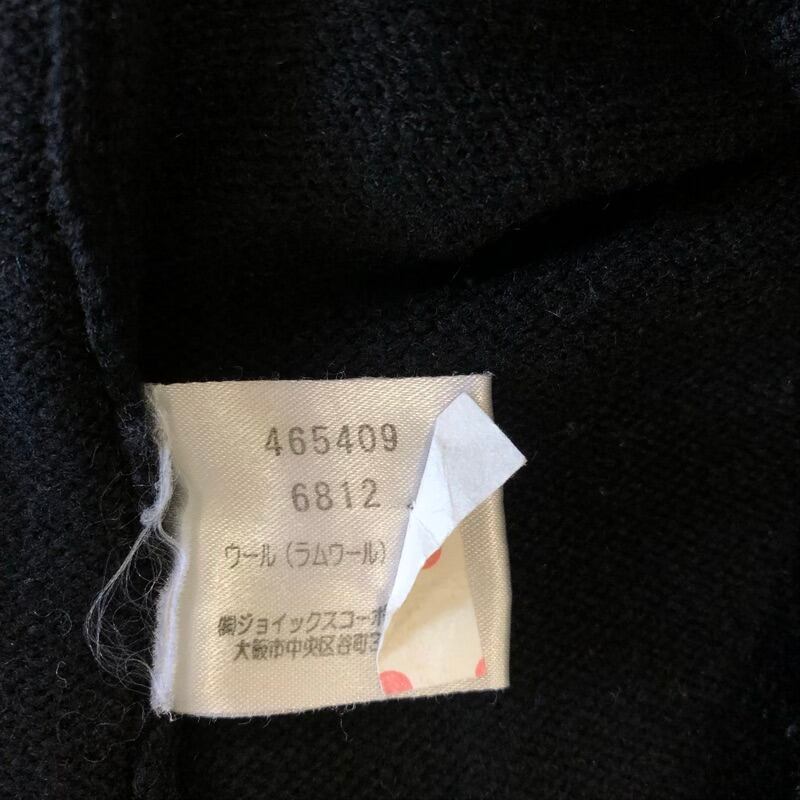 465409
6812
ウール（ラムウール）
㈱ジョイックスコーポ
大阪市中央区谷町3